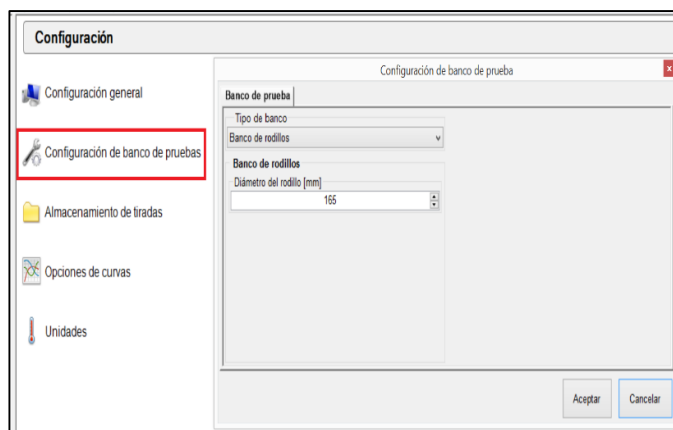 Configuración
Configuración general
Configuración de banco de pruebas
Almacenamiento de tiradas
Opciones de curvas
Unidades
Configuración de banco de prueba
x
Banco de prueba
Tipo de banco
Banco de rodillos
Banco de rodillos
Diámetro del rodillo [mm]
165
Aceptar
Cancelar